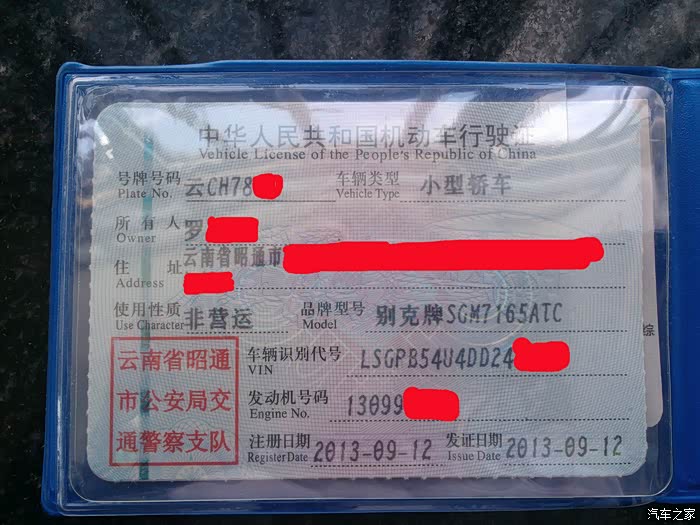 中华人民共和国机动车行驶证
Vehicle License of the People's Republic of China
号牌号码 云CH78 车辆类型 小型轿车
Plate No. Vehicle Type
所有人 罗
Owner
住址 云南省昭通市
Address
使用性质 非营运 品牌型号 别克牌SGM7165ATC
Use Character Model
云南省昭通
市公安局交
通警察支队
车辆识别代号 LSGPB54U4DD24
VIN
发动机号码 13099
Engine No.
注册日期 2013-09-12 发证日期 2013-09-12
Register Date Issue Date
综
汽车之家